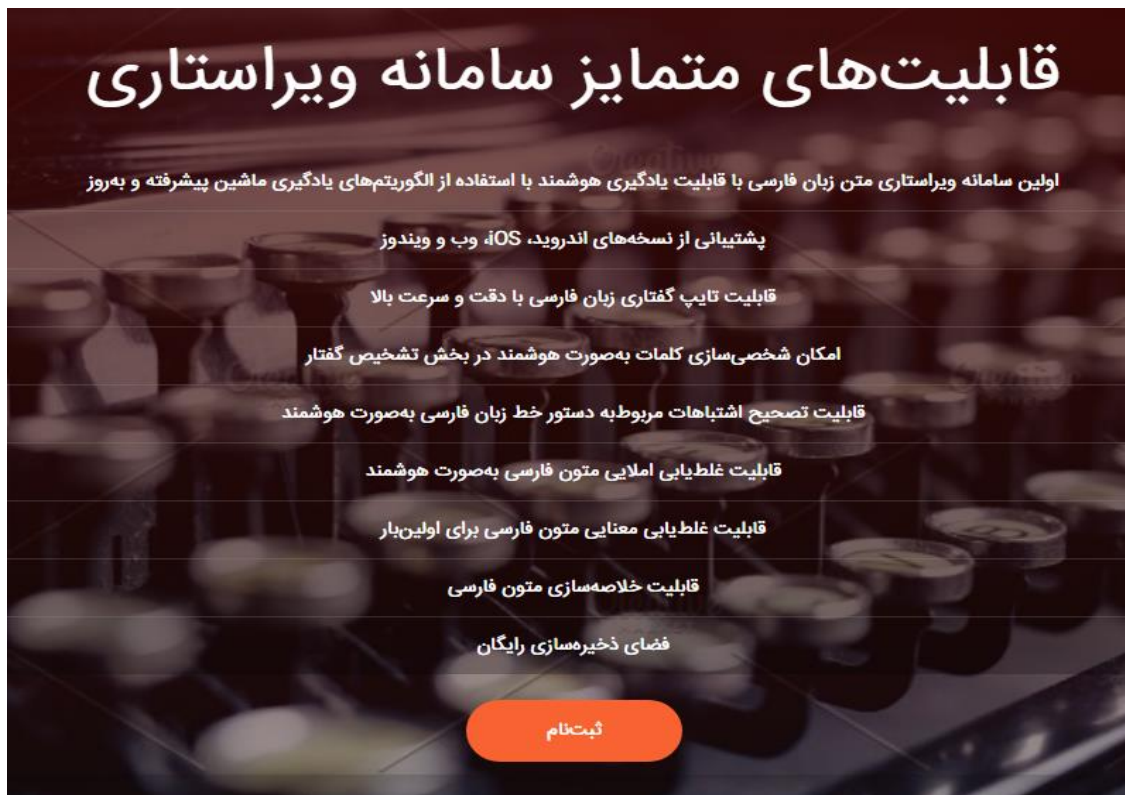 قابلیت‌های متمایز سامانه ویراستاری
اولین سامانه ویراستاری متن زبان فارسی با قابلیت یادگیری هوشمند با استفاده از الگوریتم‌های یادگیری ماشین پیشرفته و به‌روز
پشتیبانی از نسخه‌های اندروید، iOS، وب و ویندوز
قابلیت تایپ گفتاری زبان فارسی با دقت و سرعت بالا
امکان شخصی‌سازی کلمات به‌صورت هوشمند در بخش تشخیص گفتار
قابلیت تصحیح اشتباهات مربوط‌به دستور خط زبان فارسی به‌صورت هوشمند
قابلیت غلط‌یابی املایی متون فارسی به‌صورت هوشمند
قابلیت غلط‌یابی معنایی متون فارسی برای اولین‌بار
قابلیت خلاصه‌سازی متون فارسی
فضای ذخیره‌سازی رایگان
ثبت‌نام